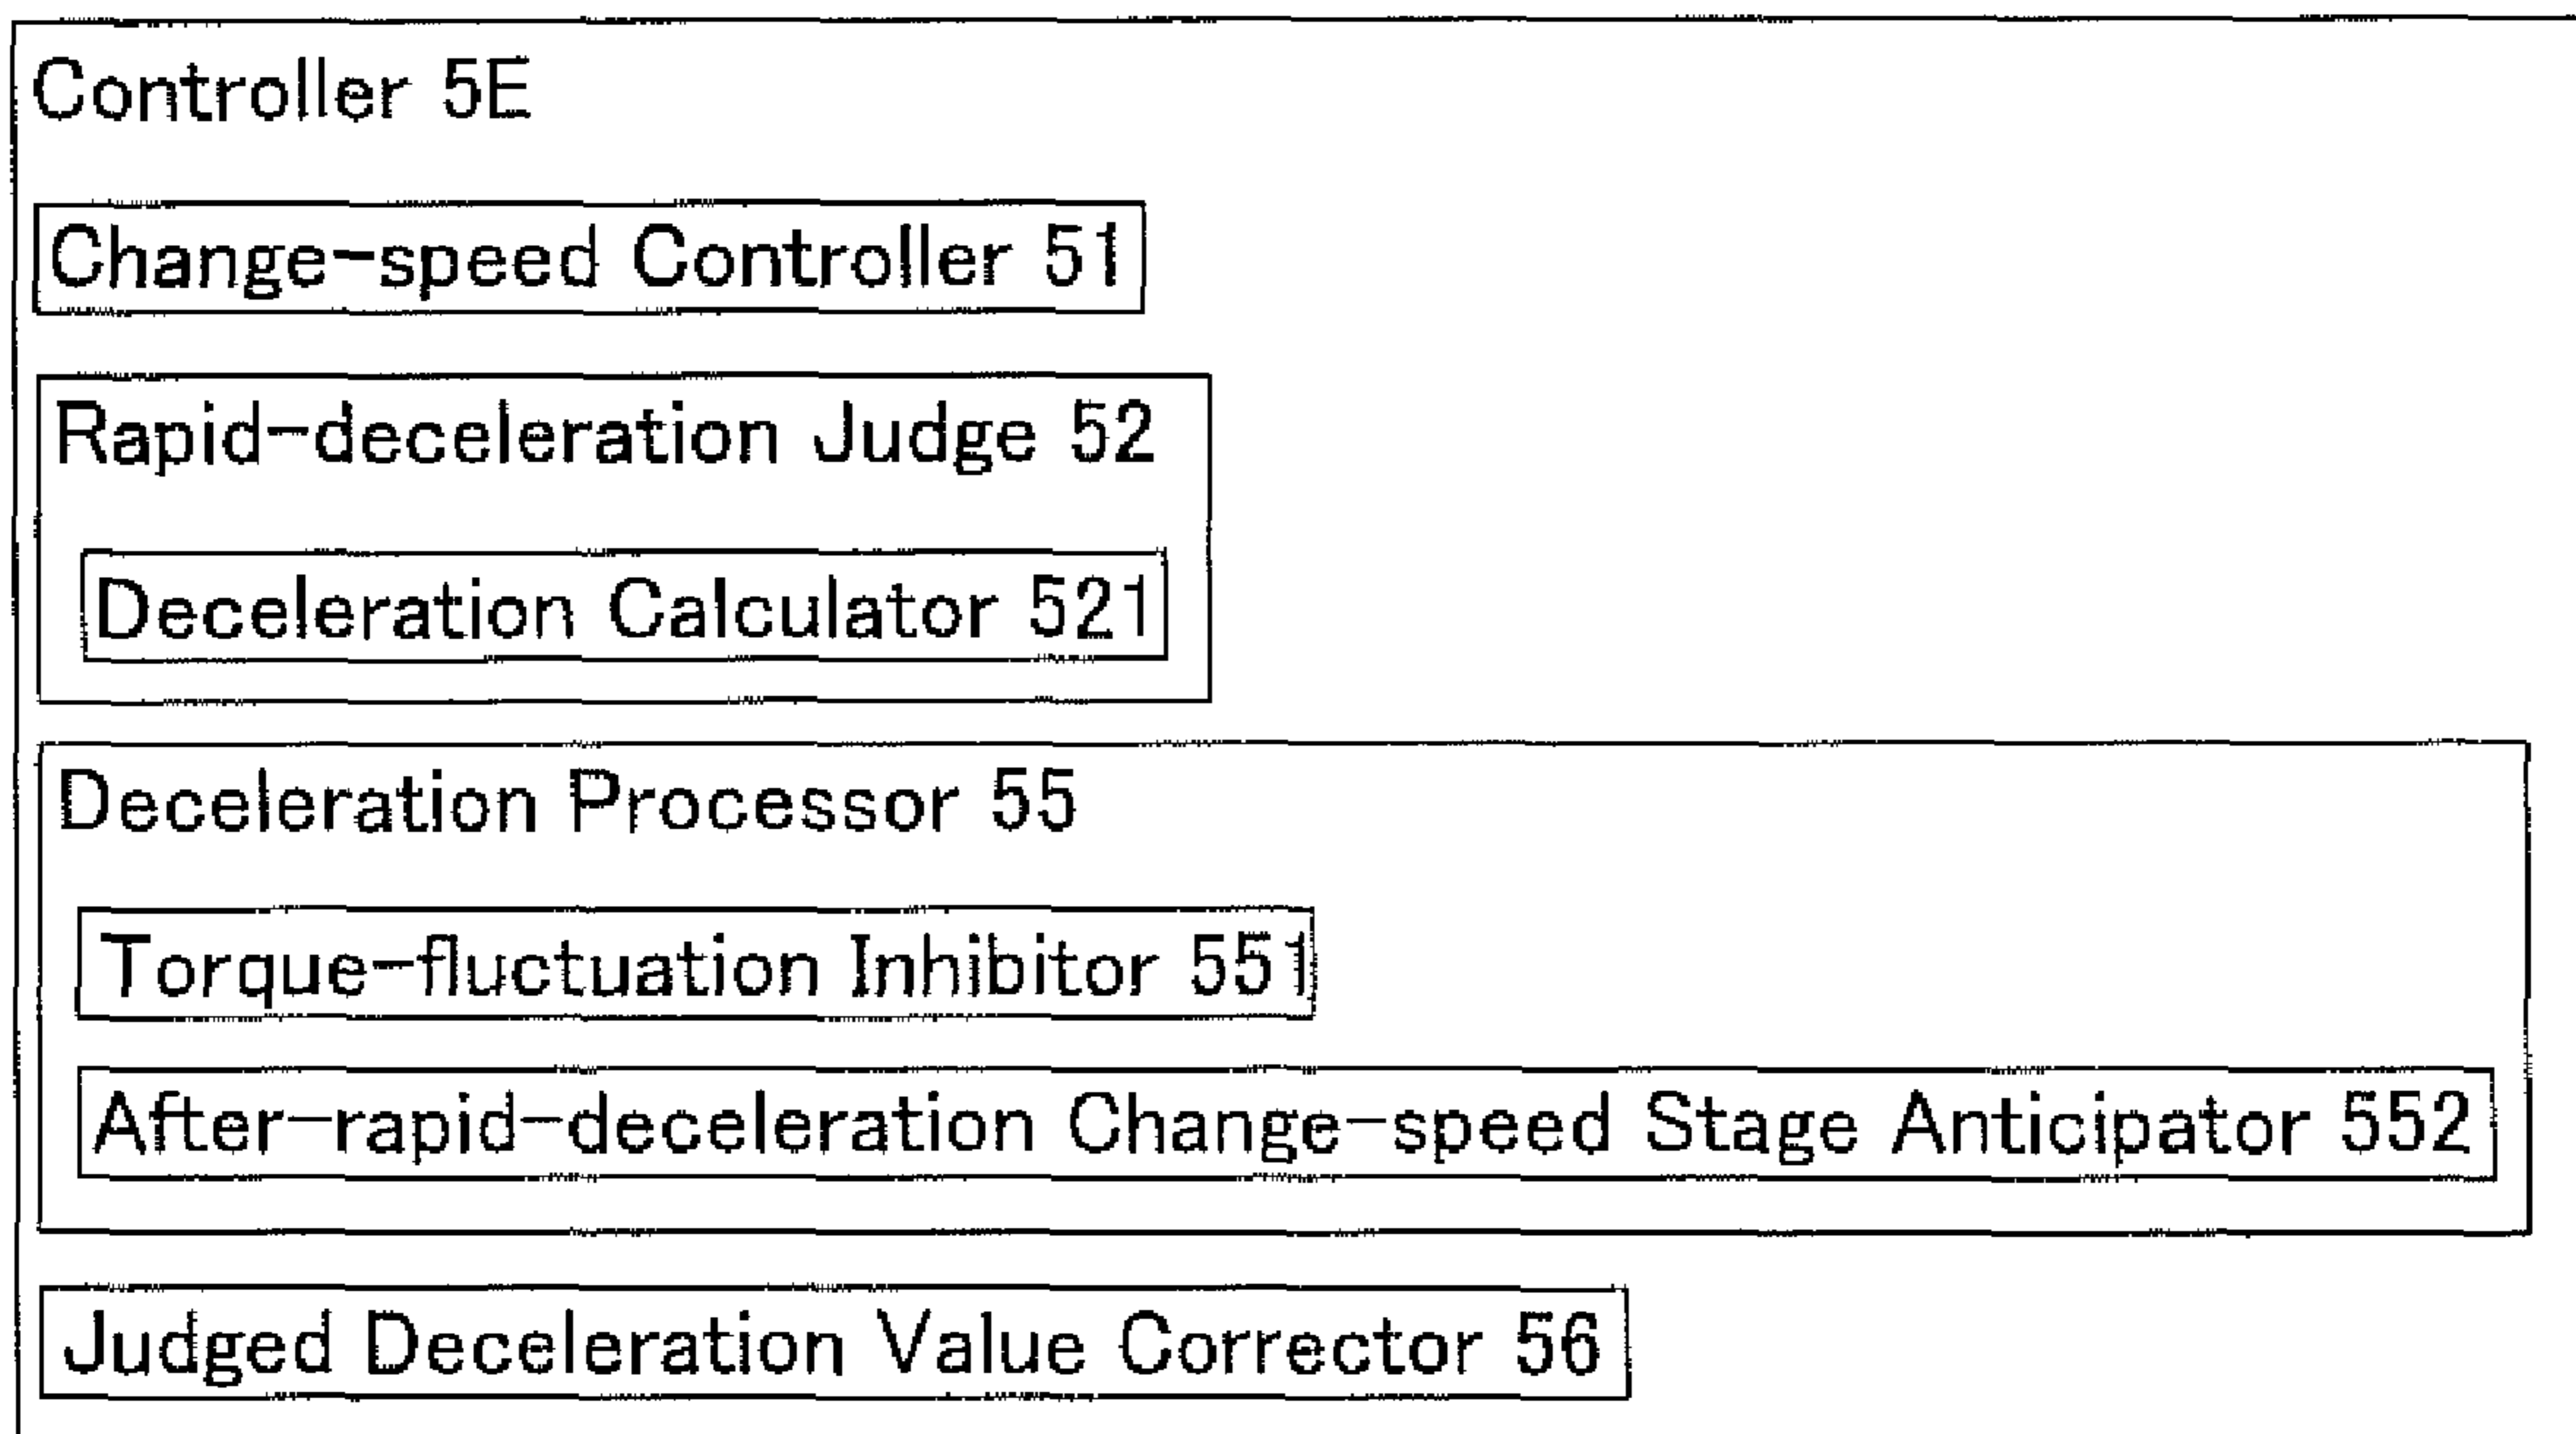 Controller 5E
Change-speed Controller 51
Rapid-deceleration Judge 52
Deceleration Calculator 521
Deceleration Processor 55
Torque-fluctuation Inhibitor 551
After-rapid-deceleration Change-speed Stage Anticipator 552
Judged Deceleration Value Corrector 56